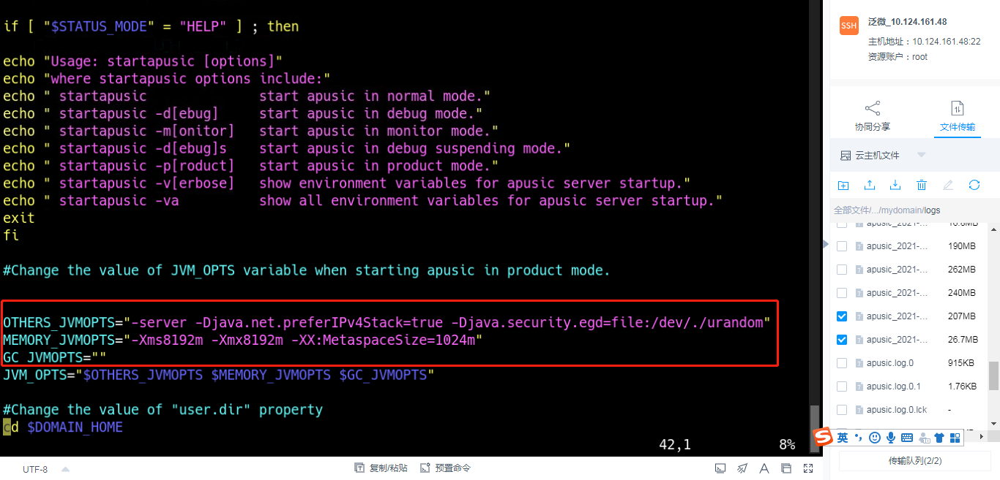 if [ "$STATUS_MODE" = "HELP" ] ; then
echo "Usage: startapusic [options]"
echo "where startapusic options include:"
echo " startapusic              start apusic in normal mode."
echo " startapusic -d[ebug]     start apusic in debug mode."
echo " startapusic -m[onitor]   start apusic in monitor mode."
echo " startapusic -d[ebug]s    start apusic in debug suspending mode."
echo " startapusic -p[roduct]   start apusic in product mode."
echo " startapusic -v[erbose]   show environment variables for apusic server startup."
echo " startapusic -va          show all environment variables for apusic server startup."
exit
fi
#Change the value of JVM_OPTS variable when starting apusic in product mode.
OTHERS_JVMOPTS="-server -Djava.net.preferIPv4Stack=true -Djava.security.egd=file:/dev/./urandom"
MEMORY_JVMOPTS="-Xms8192m -Xmx8192m -XX:MetaspaceSize=1024m"
GC_JVMOPTS=""
JVM_OPTS="$OTHERS_JVMOPTS $MEMORY_JVMOPTS $GC_JVMOPTS"
#Change the value of "user.dir" property
cd $DOMAIN_HOME
42,1 8%
UTF-8
复制/粘贴 预置命令
SSH
泛微_10.124.161.48
主机地址：10.124.161.48:22
资源账户：root
协同分享 文件传输
云主机文件
全部文件/.../mydomain/logs
apusic_2021-...
apusic_2021-... 190MB
apusic_2021-... 262MB
apusic_2021-... 240MB
apusic_2021-... 207MB
apusic_2021-... 26.7MB
apusic.log.0 915KB
apusic.log.0.1 1.76KB
apusic.log.0.lck -
S 英
传输队列(2/2)